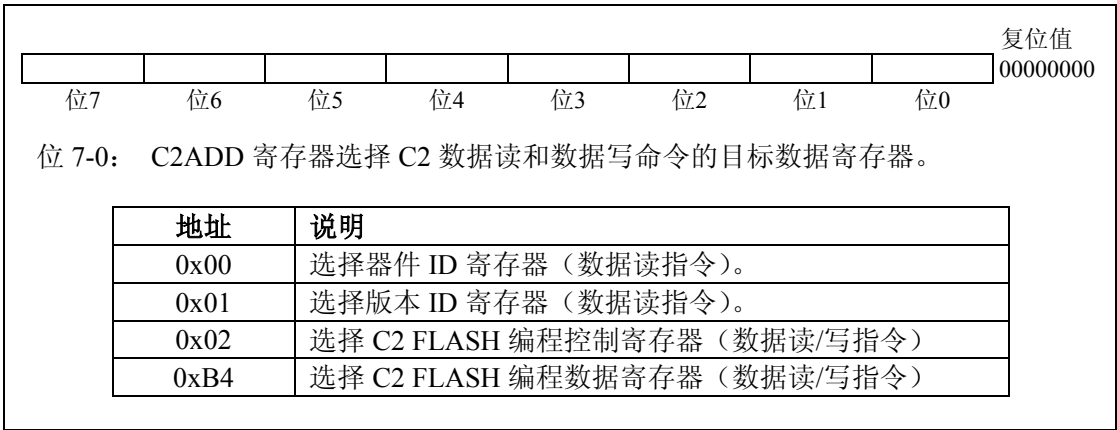 复位值
00000000
位7 位6 位5 位4 位3 位2 位1 位0
位 7-0： C2ADD 寄存器选择 C2 数据读和数据写命令的目标数据寄存器。
地址 说明
0x00 选择器件 ID 寄存器（数据读指令）。
0x01 选择版本 ID 寄存器（数据读指令）。
0x02 选择 C2 FLASH 编程控制寄存器（数据读/写指令）
0xB4 选择 C2 FLASH 编程数据寄存器（数据读/写指令）